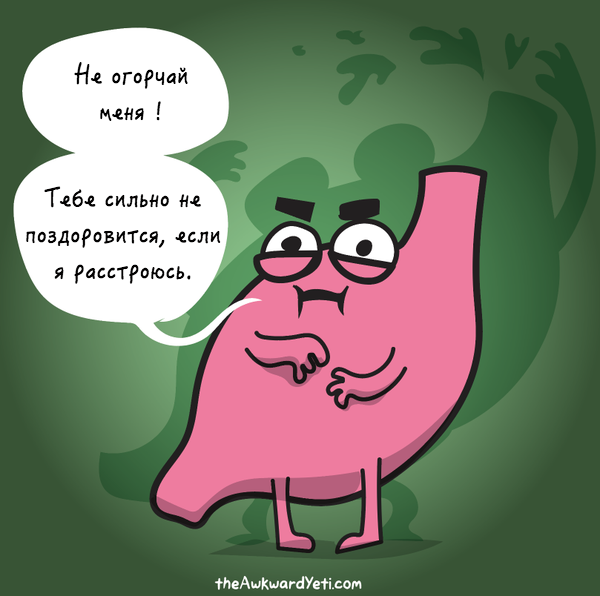 Не огорчай
меня !
Тебе сильно не
поздоровится, если
я расстроюсь.
theAwkwardYeti.com